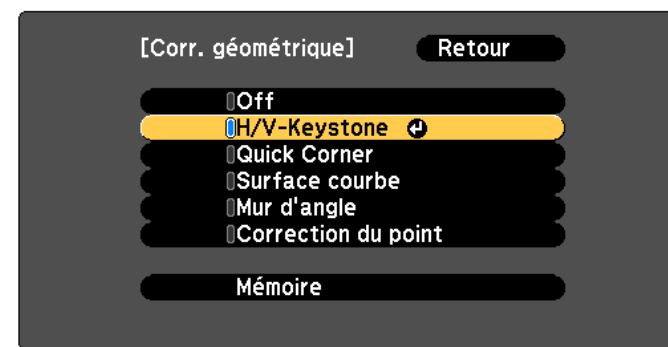 [Corr. géométrique] Retour
Off
H/V-Keystone
Quick Corner
Surface courbe
Mur d'angle
Correction du point
Mémoire